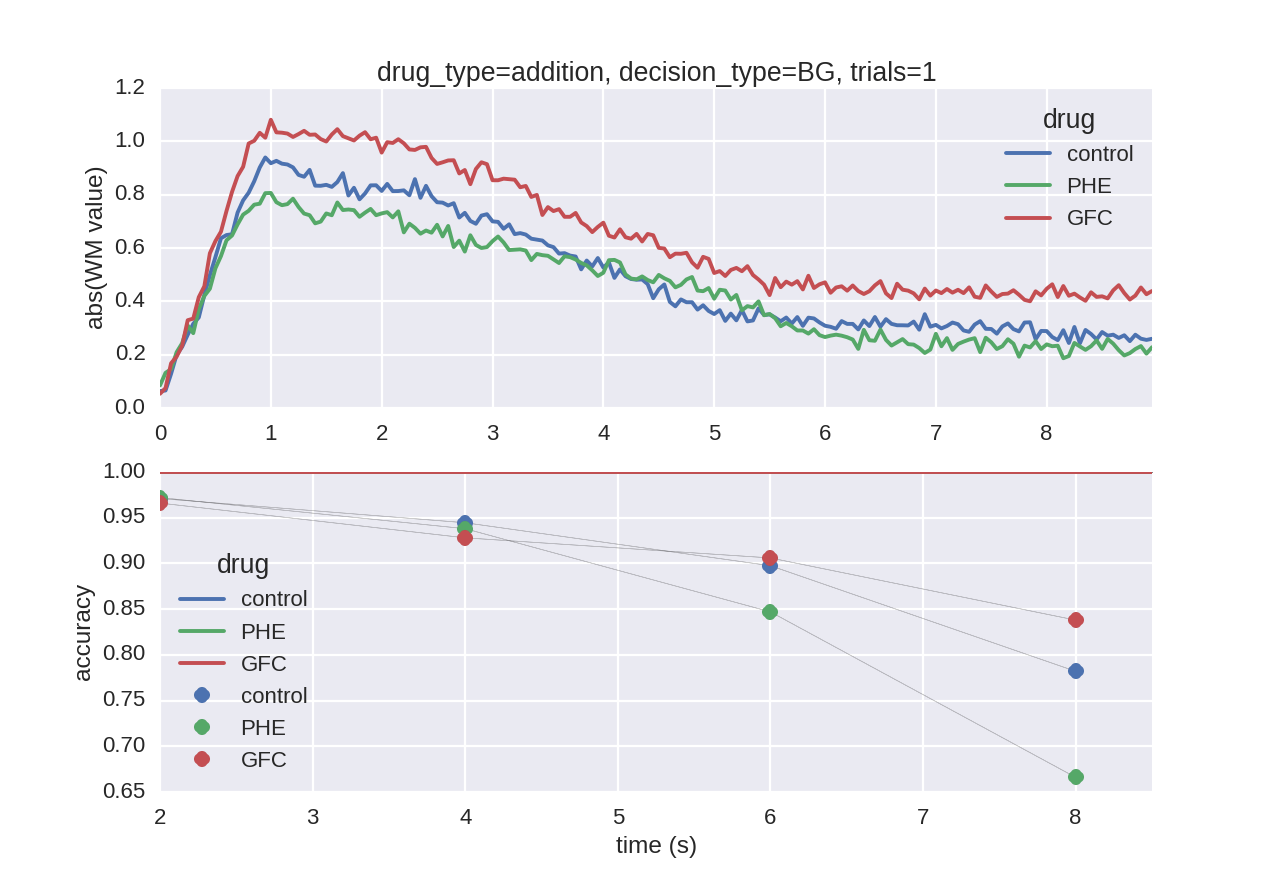 drug_type=addition, decision_type=BG, trials=1
abs(WM value)
1.2
1.0
0.8
0.6
0.4
0.2
0.0
drug
control
PHE
GFC
0 1 2 3 4 5 6 7 8
accuracy
1.00
0.95
0.90
0.85
0.80
0.75
0.70
0.65
drug
control
PHE
GFC
control
PHE
GFC
2 3 4 5 6 7 8
time (s)